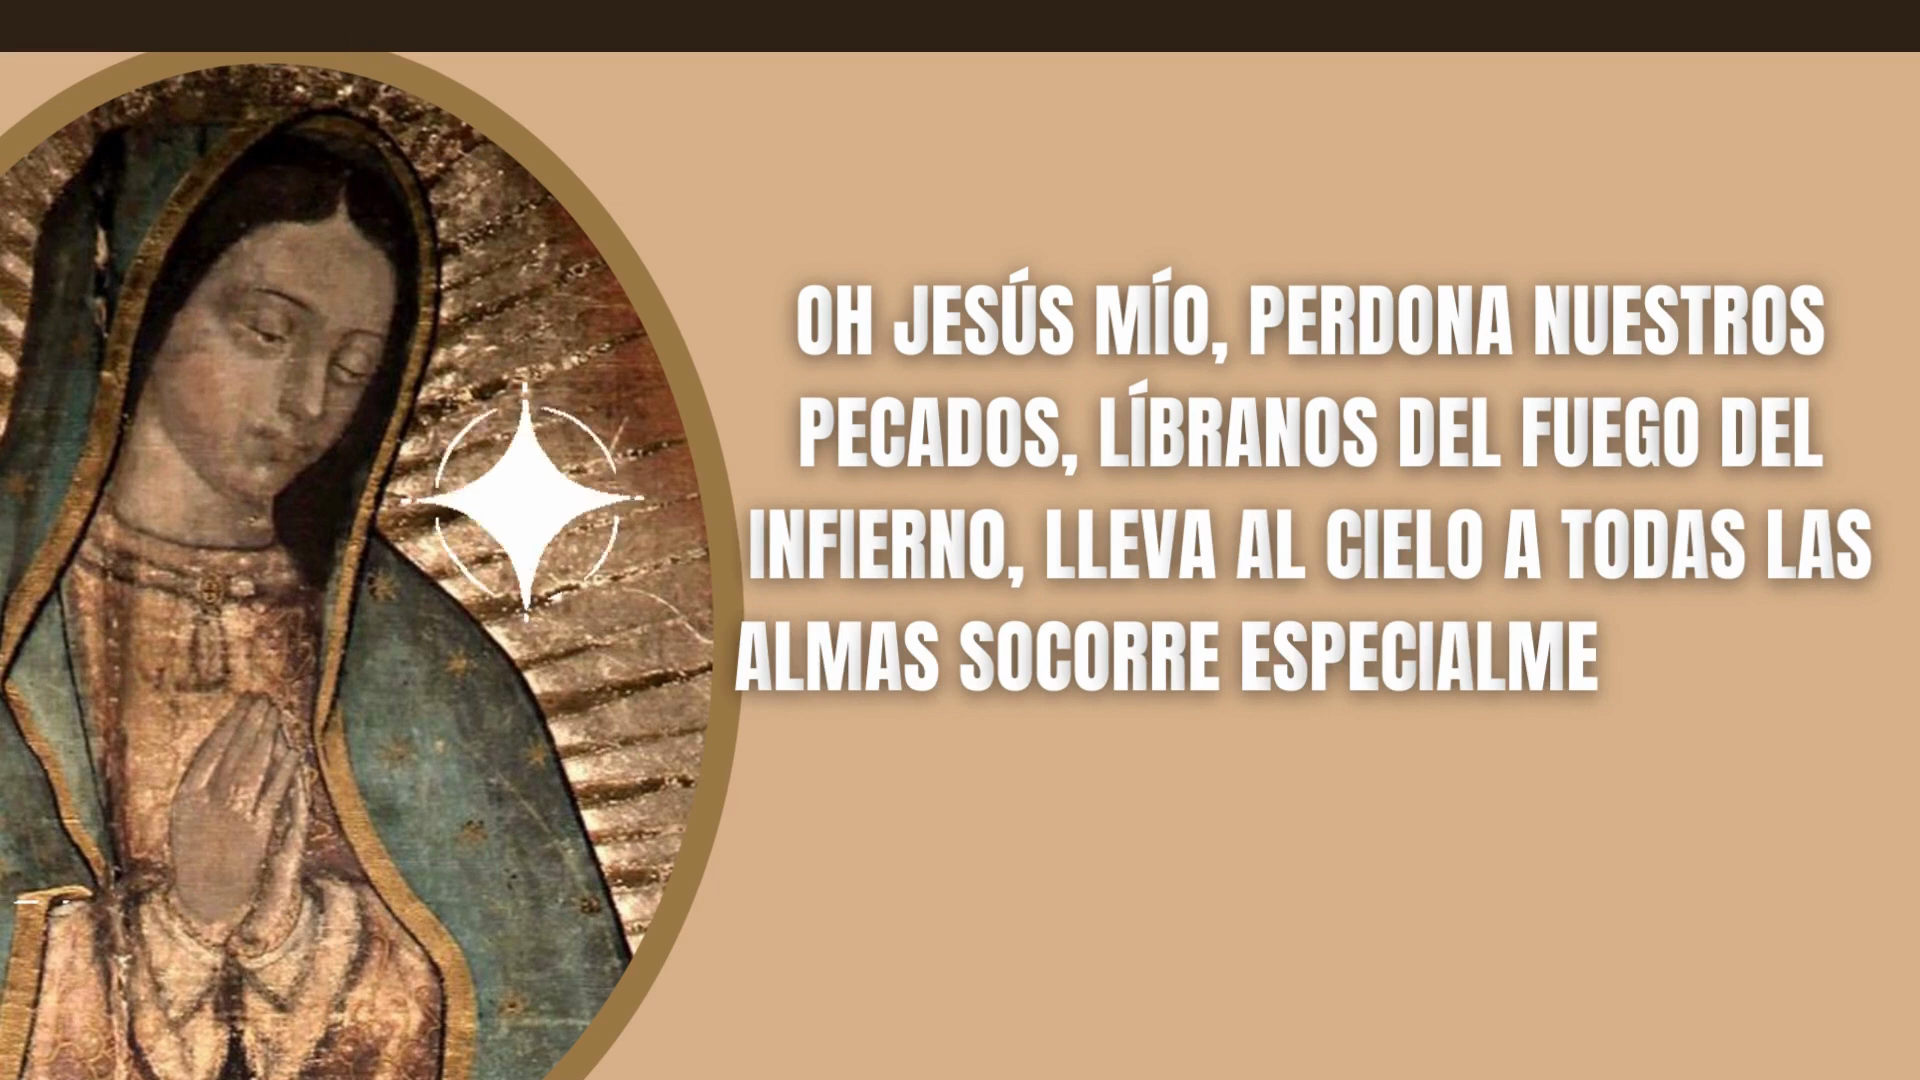 OH JESÚS MÍO, PERDONA NUESTROS
PECADOS, LÍBRANOS DEL FUEGO DEL
INFIERNO, LLEVA AL CIELO A TODAS LAS
ALMAS SOCORRE ESPECIALME